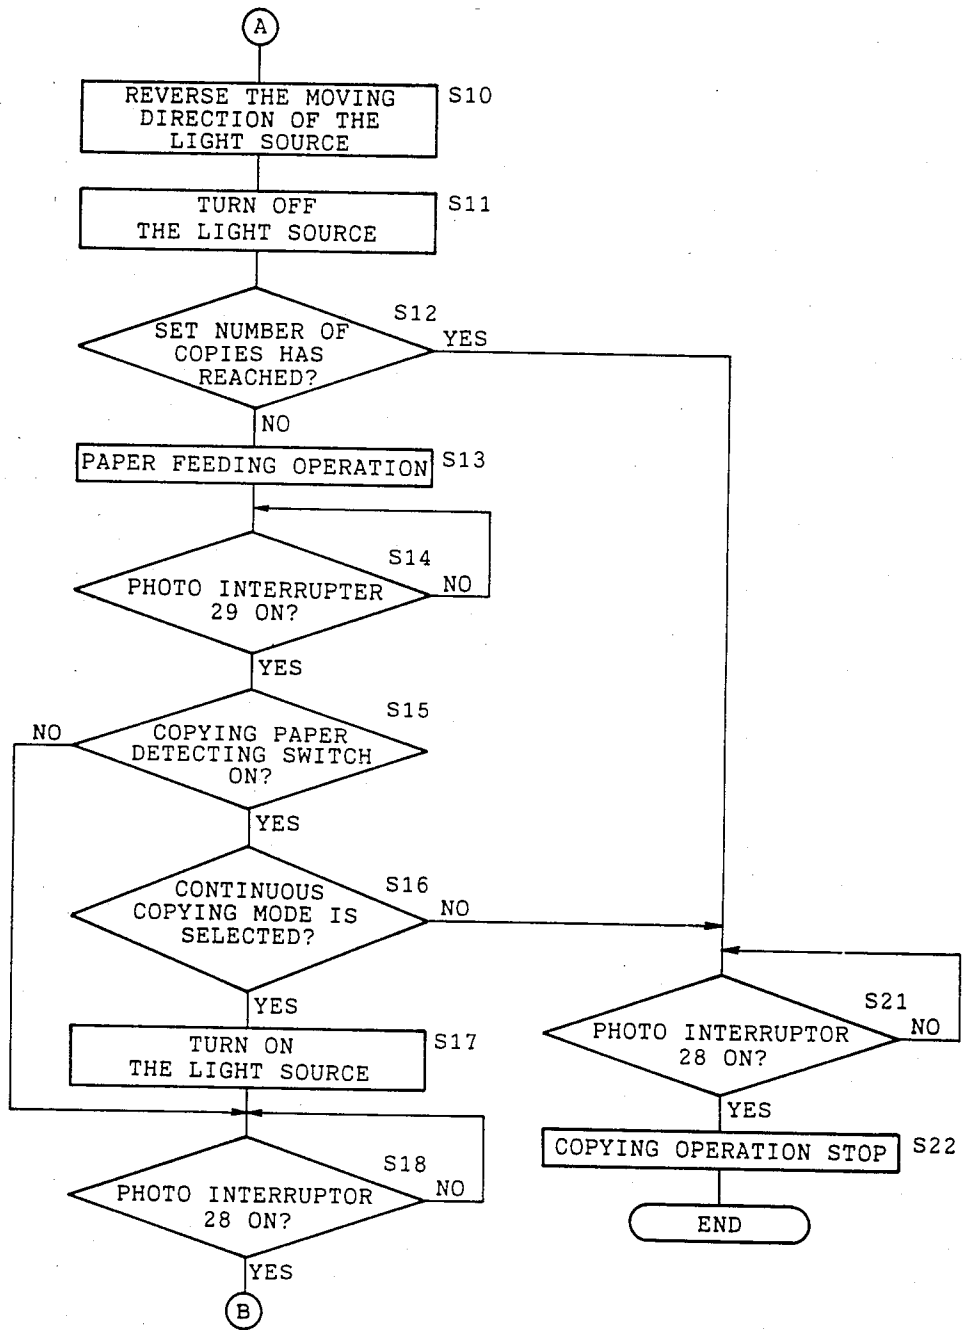 A
REVERSE THE MOVING
DIRECTION OF THE
LIGHT SOURCE
S10
TURN OFF
THE LIGHT SOURCE
S11
S12
SET NUMBER OF
COPIES HAS
REACHED?
YES
NO
PAPER FEEDING OPERATION
S13
S14
PHOTO INTERRUPTER
29 ON?
NO
YES
S15
NO
COPYING PAPER
DETECTING SWITCH
ON?
YES
S16
CONTINUOUS
COPYING MODE IS
SELECTED?
NO
YES
TURN ON
THE LIGHT SOURCE
S17
S18
PHOTO INTERRUPTOR
28 ON?
NO
YES
B
S21
PHOTO INTERRUPTOR
28 ON?
NO
YES
COPYING OPERATION STOP
S22
END